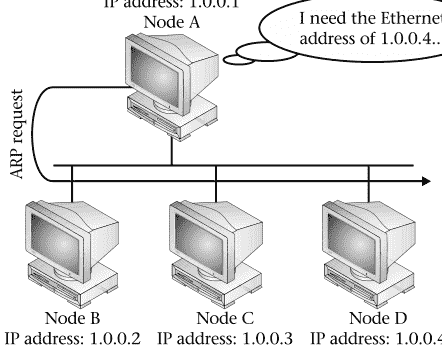 IP address: 1.0.0.1
Node A
I need the Ethernet
address of 1.0.0.4..
ARP request
Node B
IP address: 1.0.0.2
Node C
IP address: 1.0.0.3
Node D
IP address: 1.0.0.4